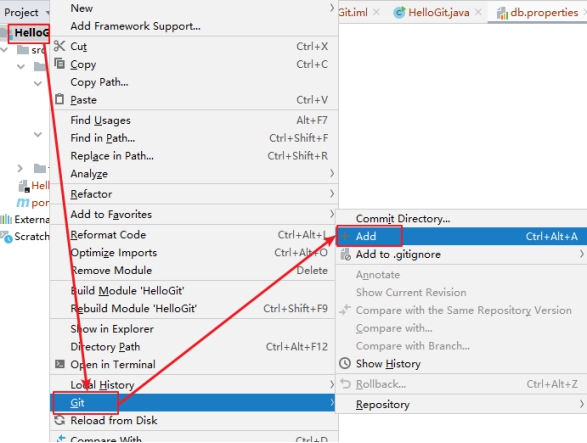 Project
Git.iml
HelloGit.java
db.properties
HelloG
src
Hel
por
Externa
Scratch
New
Add Framework Support...
Cut Ctrl+X
Copy Ctrl+C
Copy Path...
Paste Ctrl+V
Find Usages Alt+F7
Find in Path... Ctrl+Shift+F
Replace in Path... Ctrl+Shift+R
Analyze
Refactor
Add to Favorites
Reformat Code Ctrl+Alt+L
Optimize Imports Ctrl+Alt+O
Remove Module Delete
Build Module 'HelloGit'
Rebuild Module 'HelloGit' Ctrl+Shift+F9
Show in Explorer
Directory Path Ctrl+Alt+F12
Open in Terminal
Local History
Git
Reload from Disk
Compare With Ctrl+D
Commit Directory...
Add Ctrl+Alt+A
Add to .gitignore
Annotate
Show Current Revision
Compare with the Same Repository Version
Compare with...
Compare with Branch...
Show History
Rollback... Ctrl+Alt+Z
Repository